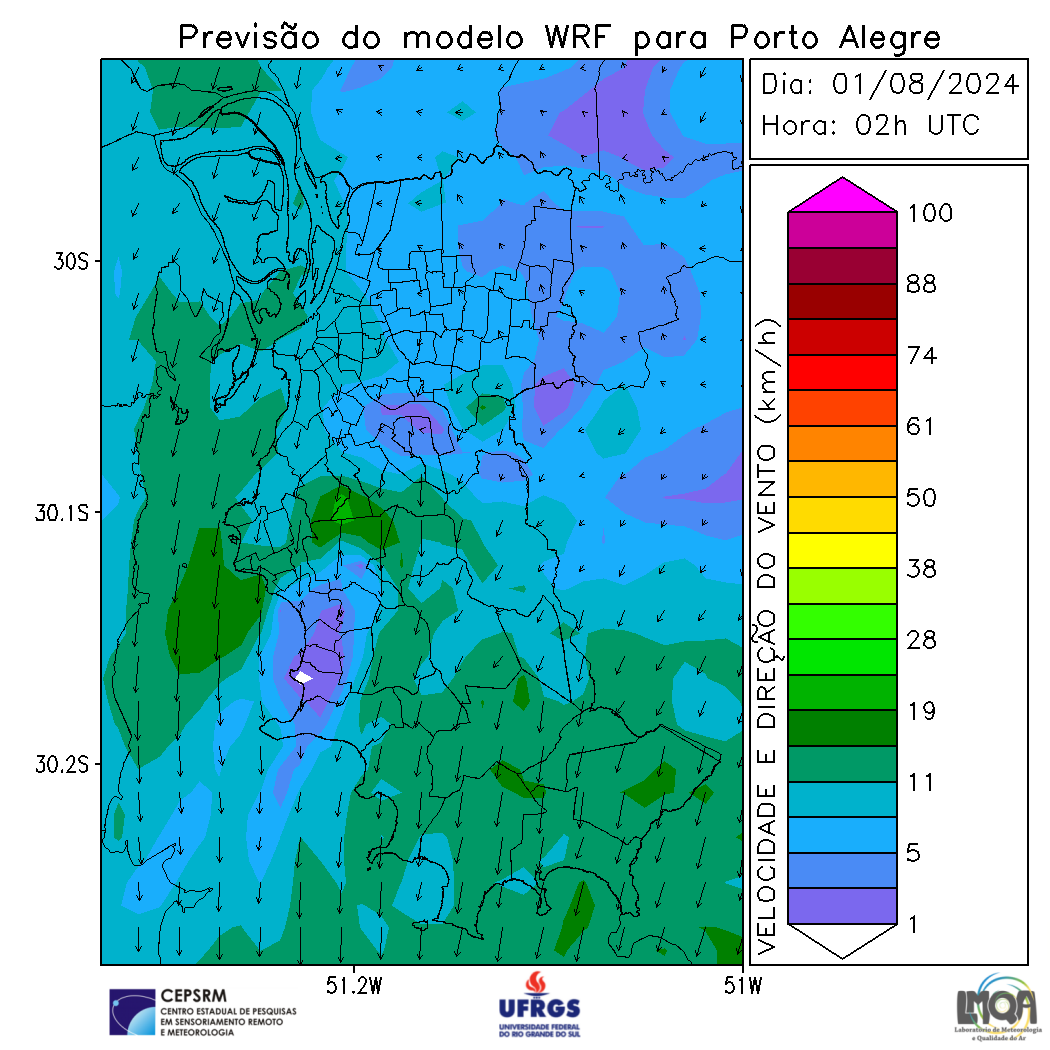 Previsão do modelo WRF para Porto Alegre
Dia: 01/08/2024
Hora: 02h UTC
30S
30.1S
30.2S
51.2W
51W
VELOCIDADE E DIREÇÃO DO VENTO (km/h)
100
88
74
61
50
38
28
19
11
5
1
CEPSRM
CENTRO ESTADUAL DE PESQUISAS
EM SENSORIAMENTO REMOTO
E METEOROLOGIA
UFRGS
UNIVERSIDADE FEDERAL
DO RIO GRANDE DO SUL
LMQA
Laboratório de Meteorologia
e Qualidade do Ar